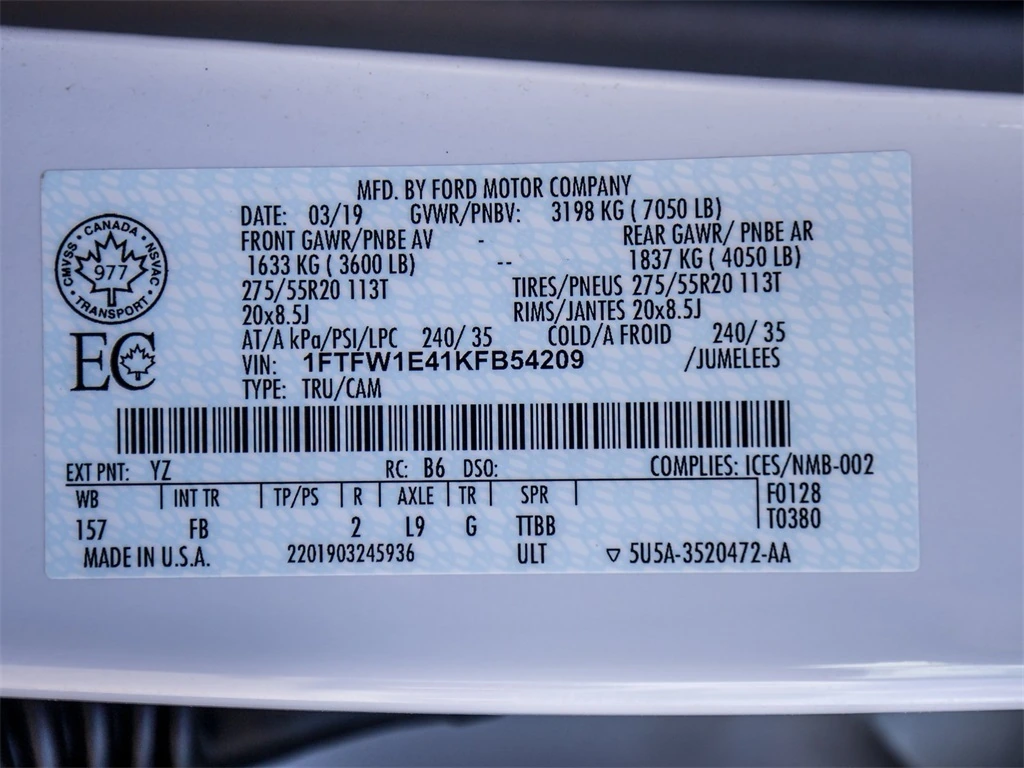 MFD. BY FORD MOTOR COMPANY
DATE: 03/19 GVWR/PNBV: 3198 KG ( 7050 LB)
FRONT GAWR/PNBE AV - REAR GAWR/ PNBE AR
1633 KG ( 3600 LB) -- 1837 KG ( 4050 LB)
275/55R20 113T TIRES/PNEUS 275/55R20 113T
20x8.5J RIMS/JANTES 20x8.5J
AT/A kPa/PSI/LPC 240/ 35 COLD/A FROID 240/ 35
VIN: 1FTFW1E41KFB54209 /JUMELEES
TYPE: TRU/CAM
CANADA
CMVSS 977 NSVAC
TRANSPORT
EC
EXT PNT: YZ RC: B6 DSO: COMPLIES: ICES/NMB-002
WB | INT TR | TP/PS | R | AXLE | TR | SPR | F0128
157 FB 2 L9 G TTBB T0380
MADE IN U.S.A. 2201903245936 ULT ▽ 5U5A-3520472-AA